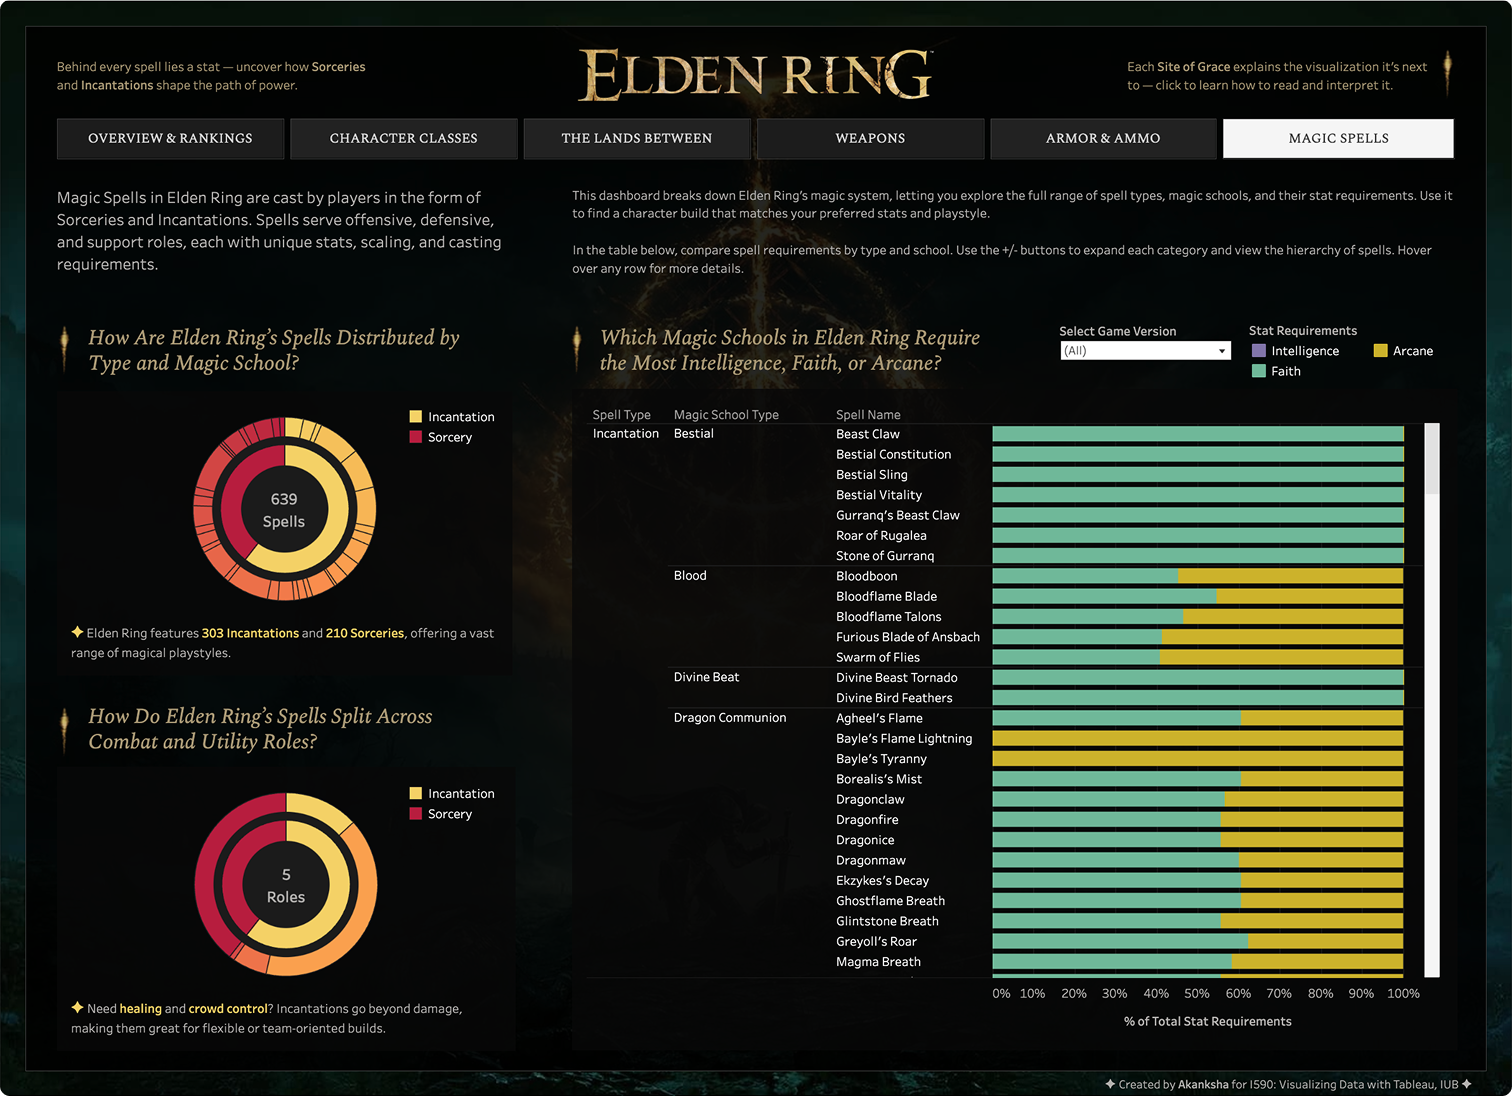 Behind every spell lies a stat — uncover how Sorceries
and Incantations shape the path of power.
ELDEN RING
Each Site of Grace explains the visualization it's next
to — click to learn how to read and interpret it.
OVERVIEW & RANKINGS
CHARACTER CLASSES
THE LANDS BETWEEN
WEAPONS
ARMOR & AMMO
MAGIC SPELLS
Magic Spells in Elden Ring are cast by players in the form of
Sorceries and Incantations. Spells serve offensive, defensive,
and support roles, each with unique stats, scaling, and casting
requirements.
This dashboard breaks down Elden Ring's magic system, letting you explore the full range of spell types, magic schools, and their stat requirements. Use it
to find a character build that matches your preferred stats and playstyle.
In the table below, compare spell requirements by type and school. Use the +/- buttons to expand each category and view the hierarchy of spells. Hover
over any row for more details.
How Are Elden Ring's Spells Distributed by
Type and Magic School?
Incantation
Sorcery
639
Spells
✦ Elden Ring features 303 Incantations and 210 Sorceries, offering a vast
range of magical playstyles.
How Do Elden Ring's Spells Split Across
Combat and Utility Roles?
Incantation
Sorcery
5
Roles
✦ Need healing and crowd control? Incantations go beyond damage,
making them great for flexible or team-oriented builds.
Which Magic Schools in Elden Ring Require
the Most Intelligence, Faith, or Arcane?
Select Game Version
(All)
Stat Requirements
Intelligence
Arcane
Faith
Spell Type Magic School Type Spell Name
Incantation Bestial Beast Claw
Bestial Constitution
Bestial Sling
Bestial Vitality
Gurranq's Beast Claw
Roar of Rugalea
Stone of Gurranq
Blood Bloodboon
Bloodflame Blade
Bloodflame Talons
Furious Blade of Ansbach
Swarm of Flies
Divine Beat Divine Beast Tornado
Divine Bird Feathers
Dragon Communion Agheel's Flame
Bayle's Flame Lightning
Bayle's Tyranny
Borealis's Mist
Dragonclaw
Dragonfire
Dragonice
Dragonmaw
Ekzykes's Decay
Ghostflame Breath
Glintstone Breath
Greyoll's Roar
Magma Breath
0% 10% 20% 30% 40% 50% 60% 70% 80% 90% 100%
% of Total Stat Requirements
✦ Created by Akanksha for I590: Visualizing Data with Tableau, IUB ✦